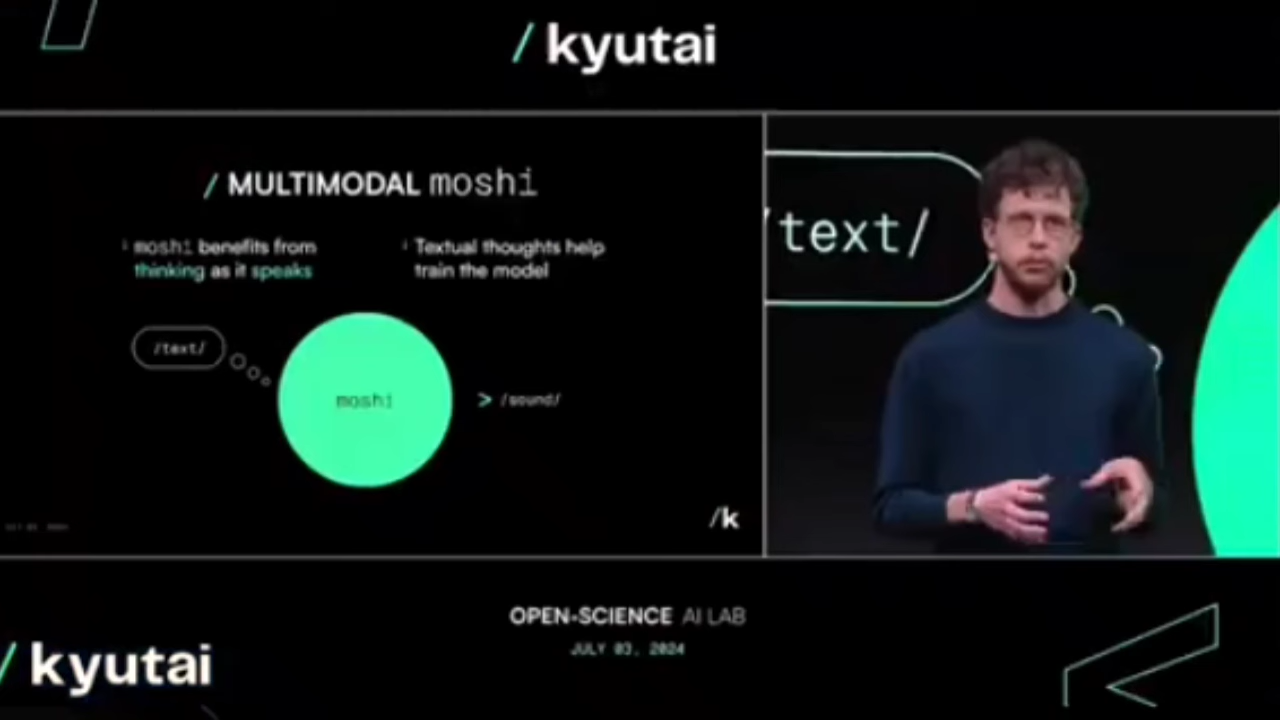 / kyutai
/ MULTIMODAL moshi
moshi benefits from
thinking as it speaks
Textual thoughts help
train the model
/text/
moshi
> /sound/
/k
/text/
OPEN-SCIENCE AI LAB
JULY 03, 2024
/ kyutai